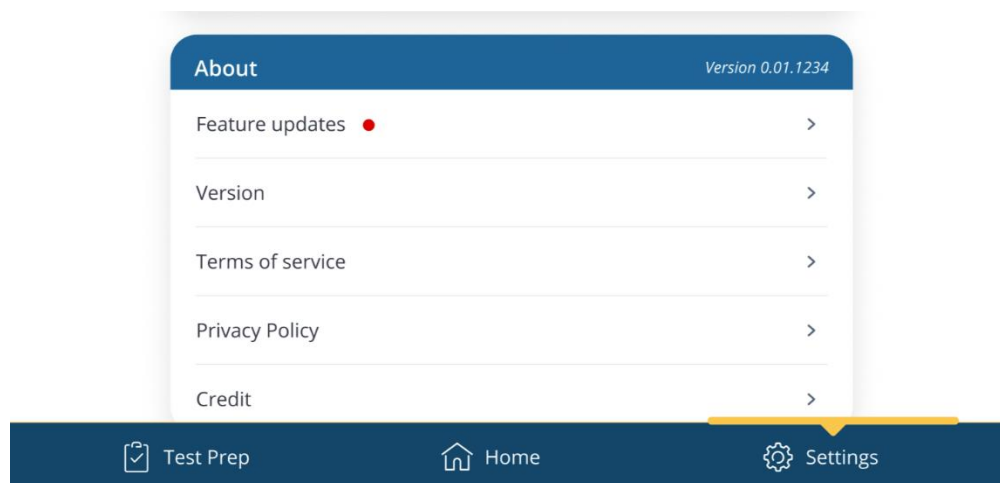 About Version 0.01.1234
Feature updates
Version
Terms of service
Privacy Policy
Credit
Test Prep Home Settings